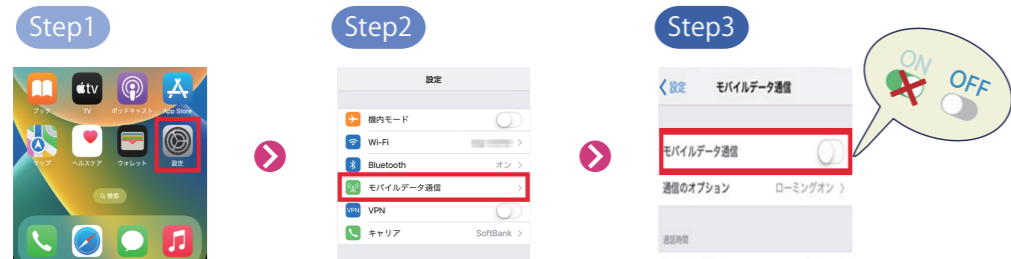 Step1
Step2
Step3
tv
ブック
TV
ポッドキャスト
App Store
マップ
ヘルスケア
ウォレット
設定
検索
設定
機内モード
Wi-Fi
Bluetooth
オン
モバイルデータ通信
VPN
VPN
キャリア
SoftBank
設定
モバイルデータ通信
モバイルデータ通信
通信のオプション
ローミングオン
通話時間
ON
OFF